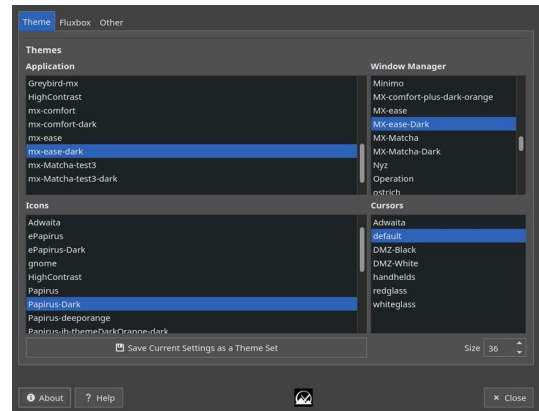 Theme Fluxbox Other
Themes
Application
Greybird-mx
HighContrast
mx-comfort
mx-comfort-dark
mx-ease
mx-ease-dark
mx-Matcha-test3
mx-Matcha-test3-dark
Window Manager
Minimo
MX-comfort-plus-dark-orange
MX-ease
MX-ease-Dark
MX-Matcha
MX-Matcha-Dark
Nyz
Operation
ostrich
Icons
Adwaita
ePapirus
ePapirus-Dark
gnome
HighContrast
Papirus
Papirus-Dark
Papirus-deeporange
Papirus-jb-themeDarkOrange-dark
Cursors
Adwaita
default
DMZ-Black
DMZ-White
handhelds
redglass
whiteglass
Save Current Settings as a Theme Set
Size 36
About ? Help × Close